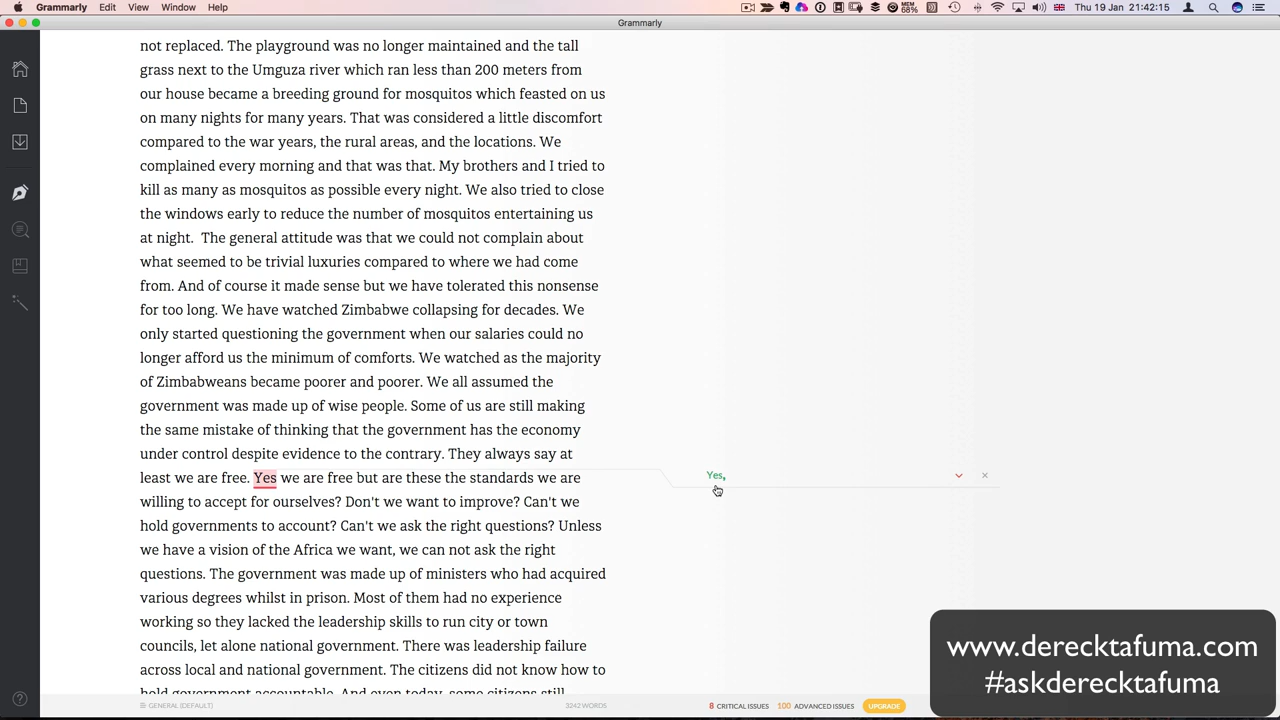 Grammarly Edit View Window Help
MEM 68% Thu 19 Jan 21:42:15
Grammarly
not replaced. The playground was no longer maintained and the tall
grass next to the Umguza river which ran less than 200 meters from
our house became a breeding ground for mosquitos which feasted on us
on many nights for many years. That was considered a little discomfort
compared to the war years, the rural areas, and the locations. We
complained every morning and that was that. My brothers and I tried to
kill as many as mosquitos as possible every night. We also tried to close
the windows early to reduce the number of mosquitos entertaining us
at night. The general attitude was that we could not complain about
what seemed to be trivial luxuries compared to where we had come
from. And of course it made sense but we have tolerated this nonsense
for too long. We have watched Zimbabwe collapsing for decades. We
only started questioning the government when our salaries could no
longer afford us the minimum of comforts. We watched as the majority
of Zimbabweans became poorer and poorer. We all assumed the
government was made up of wise people. Some of us are still making
the same mistake of thinking that the government has the economy
under control despite evidence to the contrary. They always say at
least we are free. Yes we are free but are these the standards we are
Yes,
willing to accept for ourselves? Don't we want to improve? Can't we
hold governments to account? Can't we ask the right questions? Unless
we have a vision of the Africa we want, we can not ask the right
questions. The government was made up of ministers who had acquired
various degrees whilst in prison. Most of them had no experience
working so they lacked the leadership skills to run city or town
councils, let alone national government. There was leadership failure
across local and national government. The citizens did not know how to
hold government accountable. And even today, some citizens still
GENERAL (DEFAULT) 3242 WORDS 8 CRITICAL ISSUES 100 ADVANCED ISSUES UPGRADE
www.derecktafuma.com
#askderecktafuma